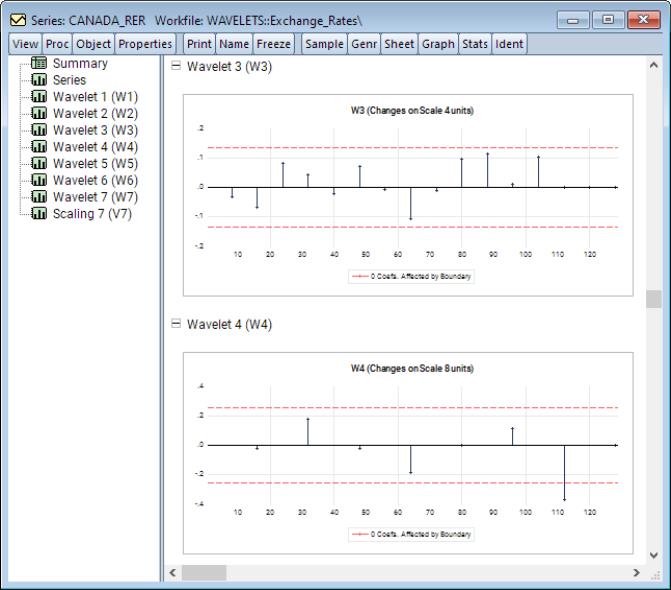 Series: CANADA_RER Workfile: WAVELETS::Exchange_Rates\
View Proc Object Properties Print Name Freeze Sample Genr Sheet Graph Stats Ident
Summary
Series
Wavelet 1 (W1)
Wavelet 2 (W2)
Wavelet 3 (W3)
Wavelet 4 (W4)
Wavelet 5 (W5)
Wavelet 6 (W6)
Wavelet 7 (W7)
Scaling 7 (V7)
Wavelet 3 (W3)
W3 (Changes on Scale 4 units)
.2
.1
.0
-.1
-.2
10 20 30 40 50 60 70 80 90 100 110 120
0 Coefs. Affected by Boundary
Wavelet 4 (W4)
W4 (Changes on Scale 8 units)
.4
.2
.0
-.2
-.4
10 20 30 40 50 60 70 80 90 100 110 120
0 Coefs. Affected by Boundary